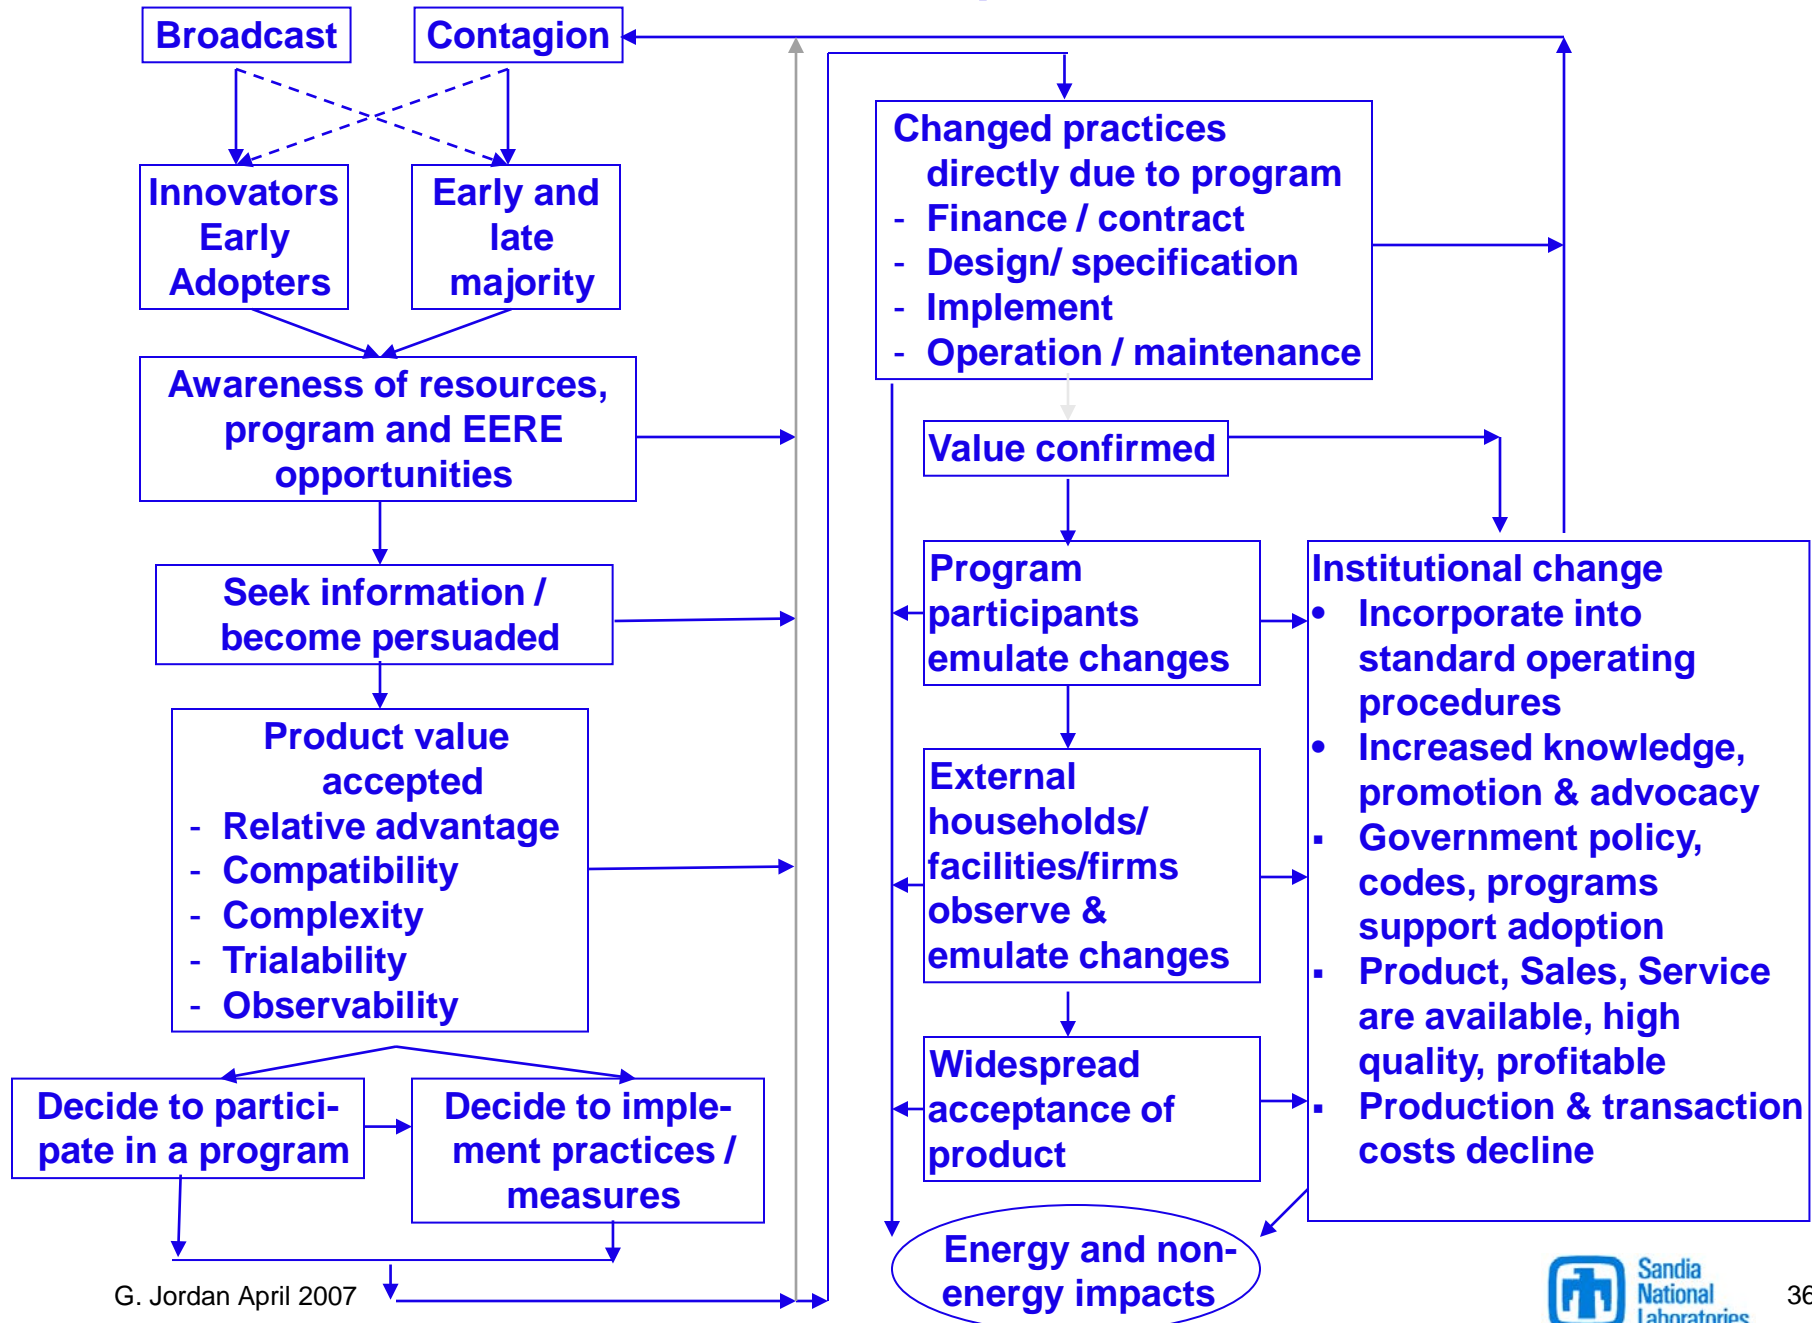 Broadcast
Contagion
Innovators
Early
Adopters
Early and
late
majority
Awareness of resources,
program and EERE
opportunities
Seek information /
become persuaded
Product value
accepted
- Relative advantage
- Compatibility
- Complexity
- Trialability
- Observability
Decide to partici-
pate in a program
Decide to imple-
ment practices /
measures
Changed practices
directly due to program
- Finance / contract
- Design/ specification
- Implement
- Operation / maintenance
Value confirmed
Program
participants
emulate changes
External
households/
facilities/firms
observe &
emulate changes
Widespread
acceptance of
product
Institutional change
• Incorporate into
standard operating
procedures
• Increased knowledge,
promotion & advocacy
▪ Government policy,
codes, programs
support adoption
▪ Product, Sales, Service
are available, high
quality, profitable
▪ Production & transaction
costs decline
Energy and non-
energy impacts
G. Jordan April 2007
Sandia
National
Laboratories
36